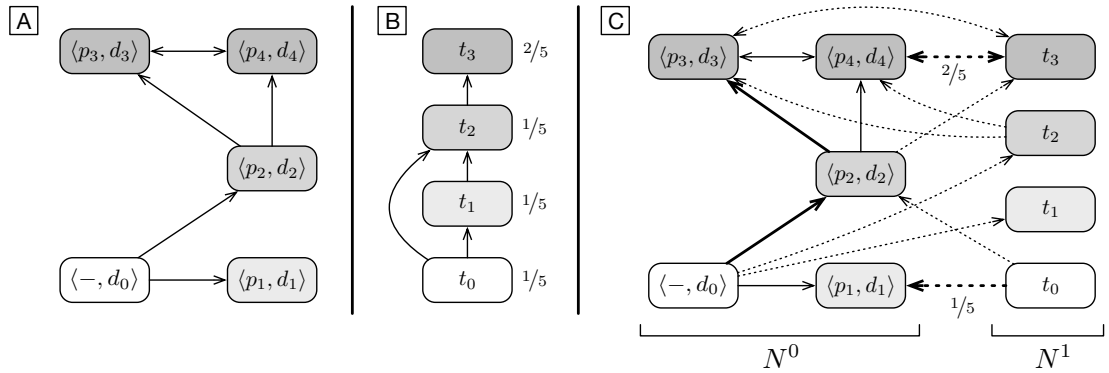 A
⟨p₃, d₃⟩
⟨p₄, d₄⟩
⟨p₂, d₂⟩
⟨−, d₀⟩
⟨p₁, d₁⟩
B
t₃ 2/5
t₂ 1/5
t₁ 1/5
t₀ 1/5
C
⟨p₃, d₃⟩
⟨p₄, d₄⟩
2/5
t₃
t₂
⟨p₂, d₂⟩
t₁
⟨−, d₀⟩
⟨p₁, d₁⟩
1/5
t₀
N⁰
N¹